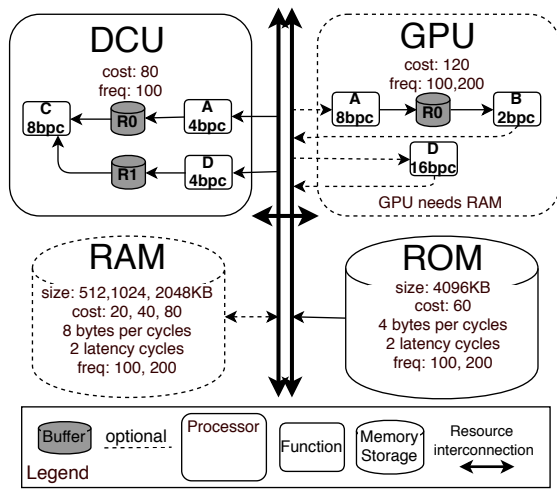 DCU
cost: 80
freq: 100
C
8bpc
R0
A
4bpc
R1
D
4bpc
GPU
cost: 120
freq: 100,200
A
8bpc
R0
B
2bpc
D
16bpc
GPU needs RAM
RAM
size: 512,1024, 2048KB
cost: 20, 40, 80
8 bytes per cycles
2 latency cycles
freq: 100, 200
ROM
size: 4096KB
cost: 60
4 bytes per cycles
2 latency cycles
freq: 100, 200
Buffer
optional
Processor
Function
Memory
Storage
Resource
interconnection
Legend